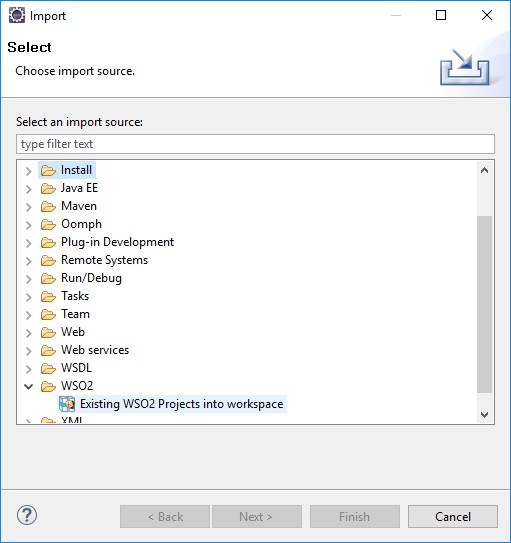 Import
Select
Choose import source.
Select an import source:
type filter text
Install
Java EE
Maven
Oomph
Plug-in Development
Remote Systems
Run/Debug
Tasks
Team
Web
Web services
WSDL
WSO2
Existing WSO2 Projects into workspace
XML
?
< Back
Next >
Finish
Cancel